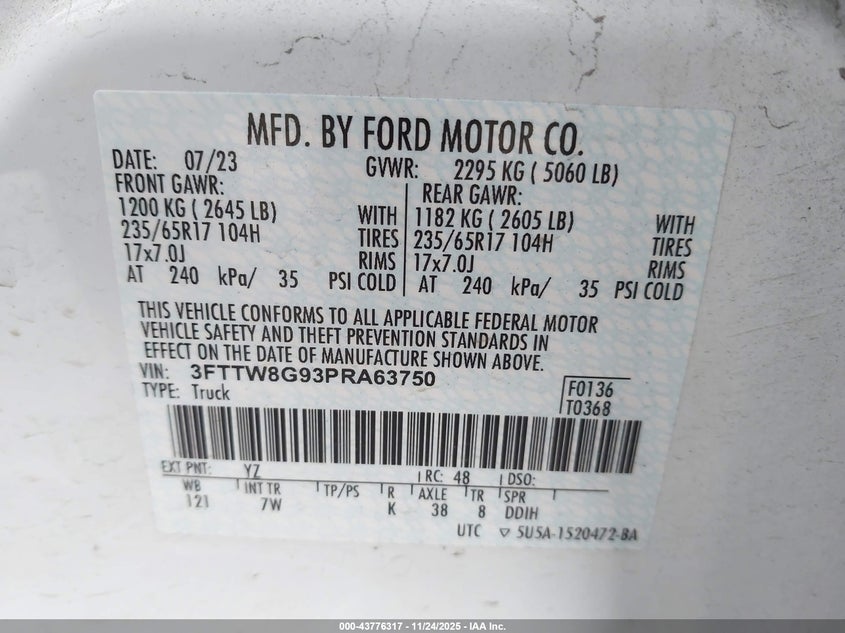 MFD. BY FORD MOTOR CO.
DATE: 07/23 GVWR: 2295 KG ( 5060 LB)
FRONT GAWR: REAR GAWR:
1200 KG ( 2645 LB) WITH 1182 KG ( 2605 LB) WITH
235/65R17 104H TIRES 235/65R17 104H TIRES
17x7.0J RIMS 17x7.0J RIMS
AT 240 kPa/ 35 PSI COLD AT 240 kPa/ 35 PSI COLD
THIS VEHICLE CONFORMS TO ALL APPLICABLE FEDERAL MOTOR
VEHICLE SAFETY AND THEFT PREVENTION STANDARDS IN
EFFECT ON THE DATE OF MANUFACTURE SHOWN ABOVE.
VIN: 3FTTW8G93PRA63750 F0136
TYPE: Truck T0368
EXT PNT: YZ RC: 48 DSO:
WB INT TR TP/PS R AXLE TR SPR
121 7W K 38 8 DDIH
UTC ▽ 5U5A-1520472-BA
000-43776317 - 11/24/2025 - IAA Inc.